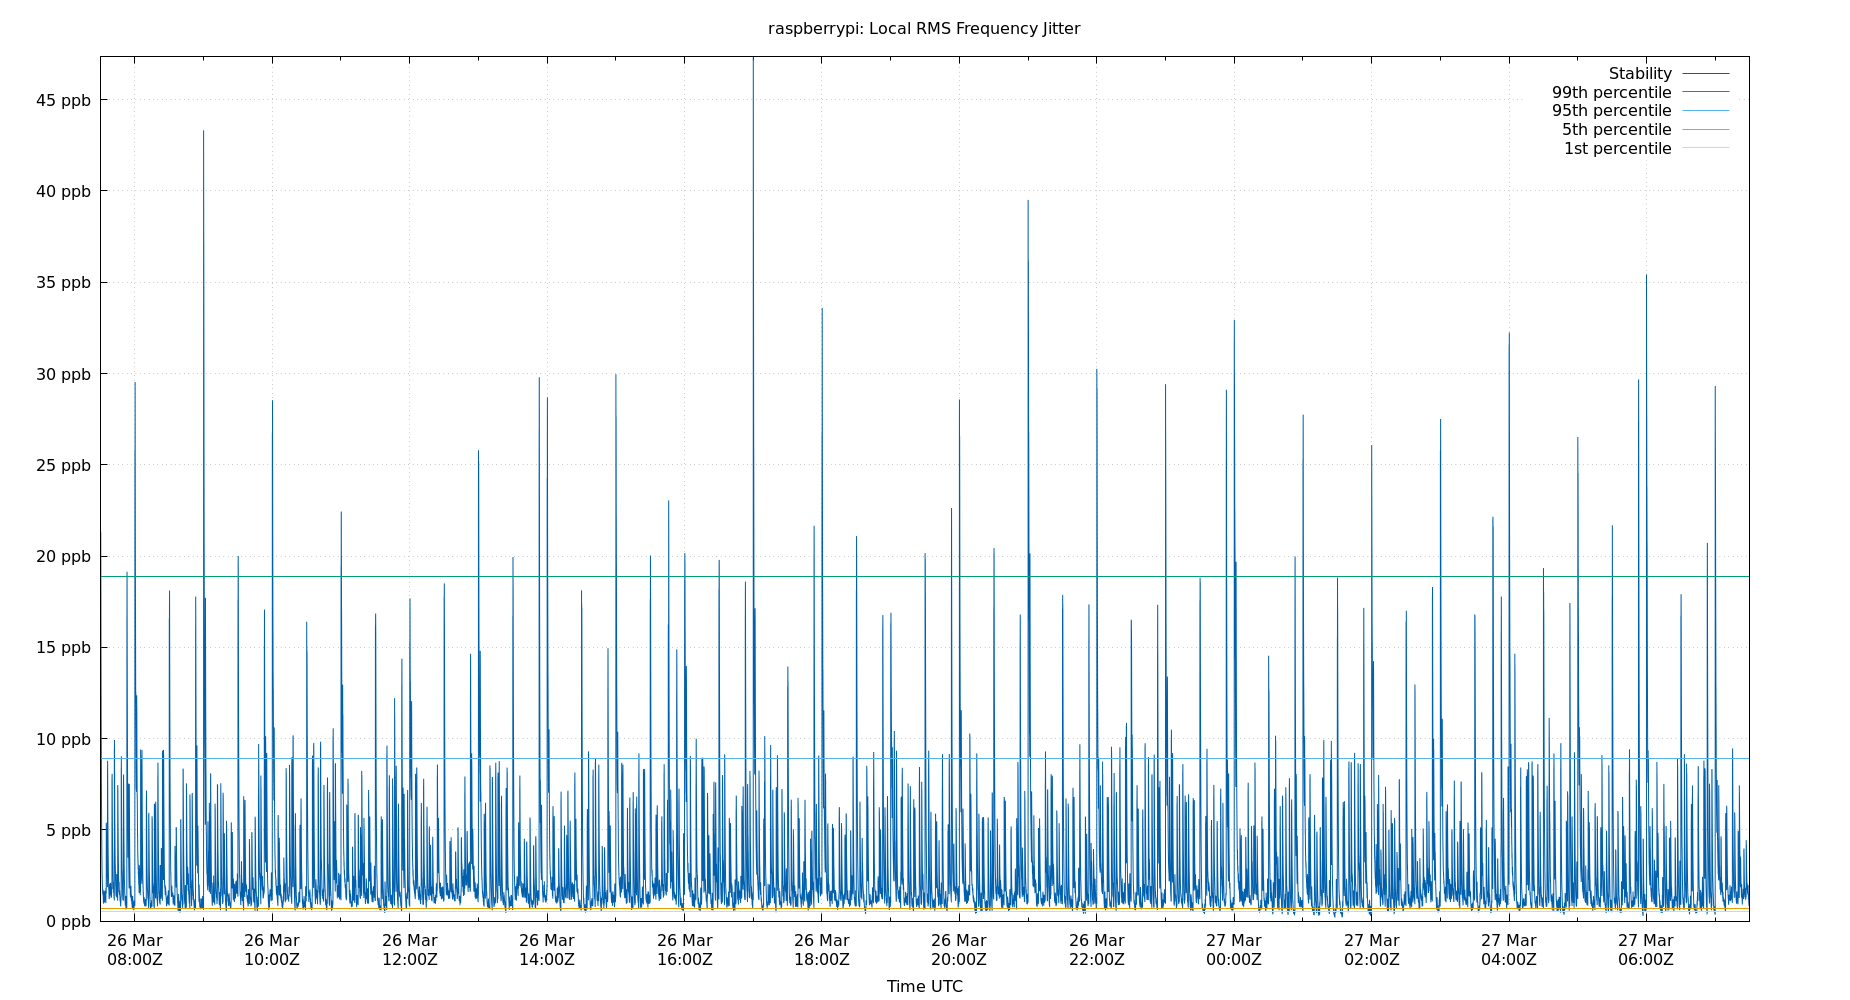 raspberrypi: Local RMS Frequency Jitter
Stability
99th percentile
95th percentile
5th percentile
1st percentile
45 ppb
40 ppb
35 ppb
30 ppb
25 ppb
20 ppb
15 ppb
10 ppb
5 ppb
0 ppb
26 Mar 26 Mar 26 Mar 26 Mar 26 Mar 26 Mar 26 Mar 26 Mar 27 Mar 27 Mar 27 Mar 27 Mar
08:00Z 10:00Z 12:00Z 14:00Z 16:00Z 18:00Z 20:00Z 22:00Z 00:00Z 02:00Z 04:00Z 06:00Z
Time UTC